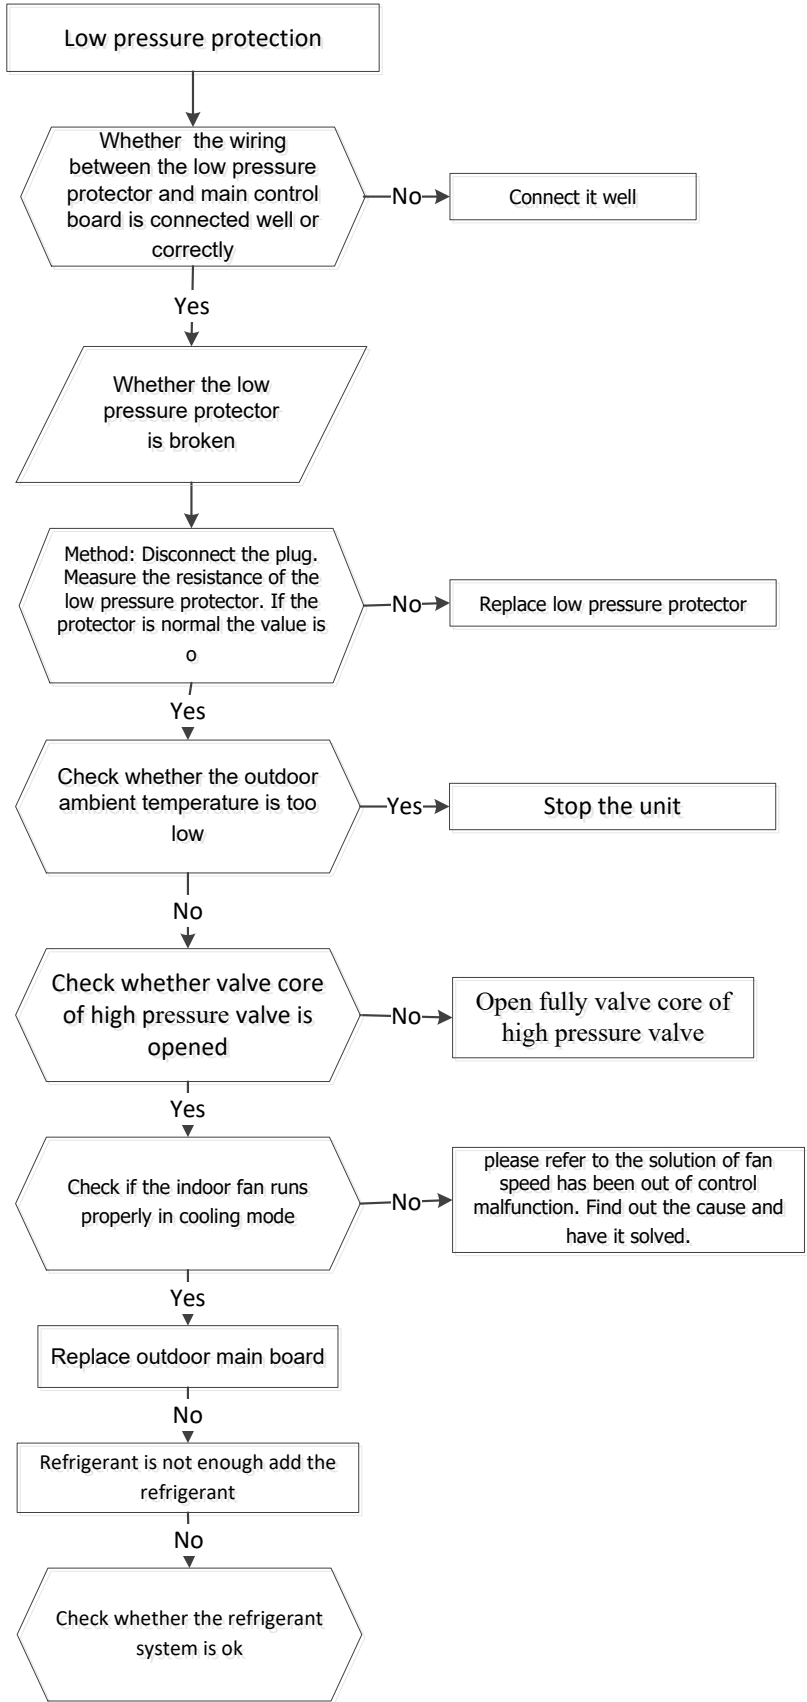 Low pressure protection
Whether the wiring
between the low pressure
protector and main control
board is connected well or
correctly
No
Connect it well
Yes
Whether the low
pressure protector
is broken
Method: Disconnect the plug.
Measure the resistance of the
low pressure protector. If the
protector is normal the value is
o
No
Replace low pressure protector
Yes
Check whether the outdoor
ambient temperature is too
low
Yes
Stop the unit
No
Check whether valve core
of high pressure valve is
opened
No
Open fully valve core of
high pressure valve
Yes
Check if the indoor fan runs
properly in cooling mode
No
please refer to the solution of fan
speed has been out of control
malfunction. Find out the cause and
have it solved.
Yes
Replace outdoor main board
No
Refrigerant is not enough add the
refrigerant
No
Check whether the refrigerant
system is ok